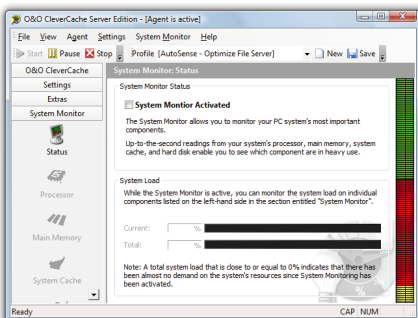 O&O CleverCache Server Edition - [Agent is active]
File View Agent Settings System Monitor Help
Start Pause Stop Profile [AutoSense - Optimize File Server] New Save
O&O CleverCache
Settings
Extras
System Monitor
Status
Processor
Main Memory
System Cache
System Monitor: Status
System Monitor Status
System Montior Activated
The System Monitor allows you to monitor your PC system's most important
components.
Up-to-the-second readings from your system's processor, main memory, system
cache, and hard disk enable you to see which component are in heavy use.
System Load
While the System Monitor is active, you can monitor the system load on individual
components listed on the left-hand side in the section entitled "System Monitor".
Current: %
Total: %
Note: A total system load that is close to or equal to 0% indicates that there has
been almost no demand on the system's resources since System Monitoring has
been activated.
%
Ready CAP NUM